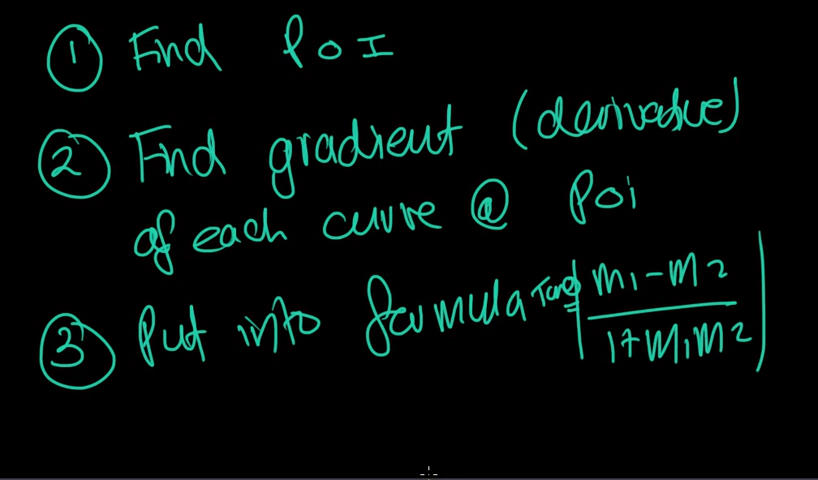 ① Find POI
② Find gradient (derivative)
of each curve @ Poi
③ Put into formula Tanθ = | m1-m2 / 1+m1m2 |